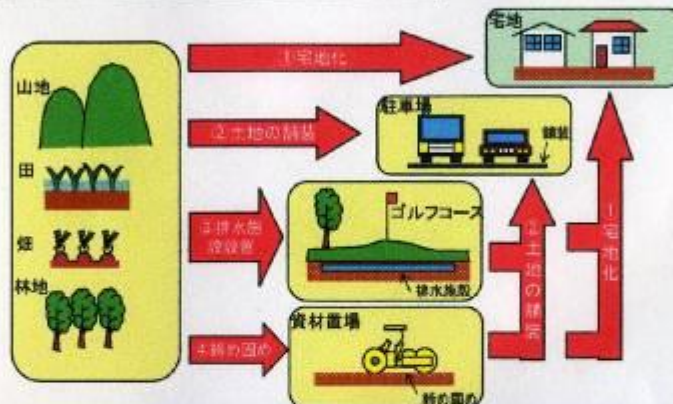 宅地
①宅地化
山地
駐車場
②土地の舗装
舗装
田
ゴルフコース
③排水施
設設置
排水施設
畑
林地
資材置場
④締め固め
締め固め
②土地の舗装
①宅地化